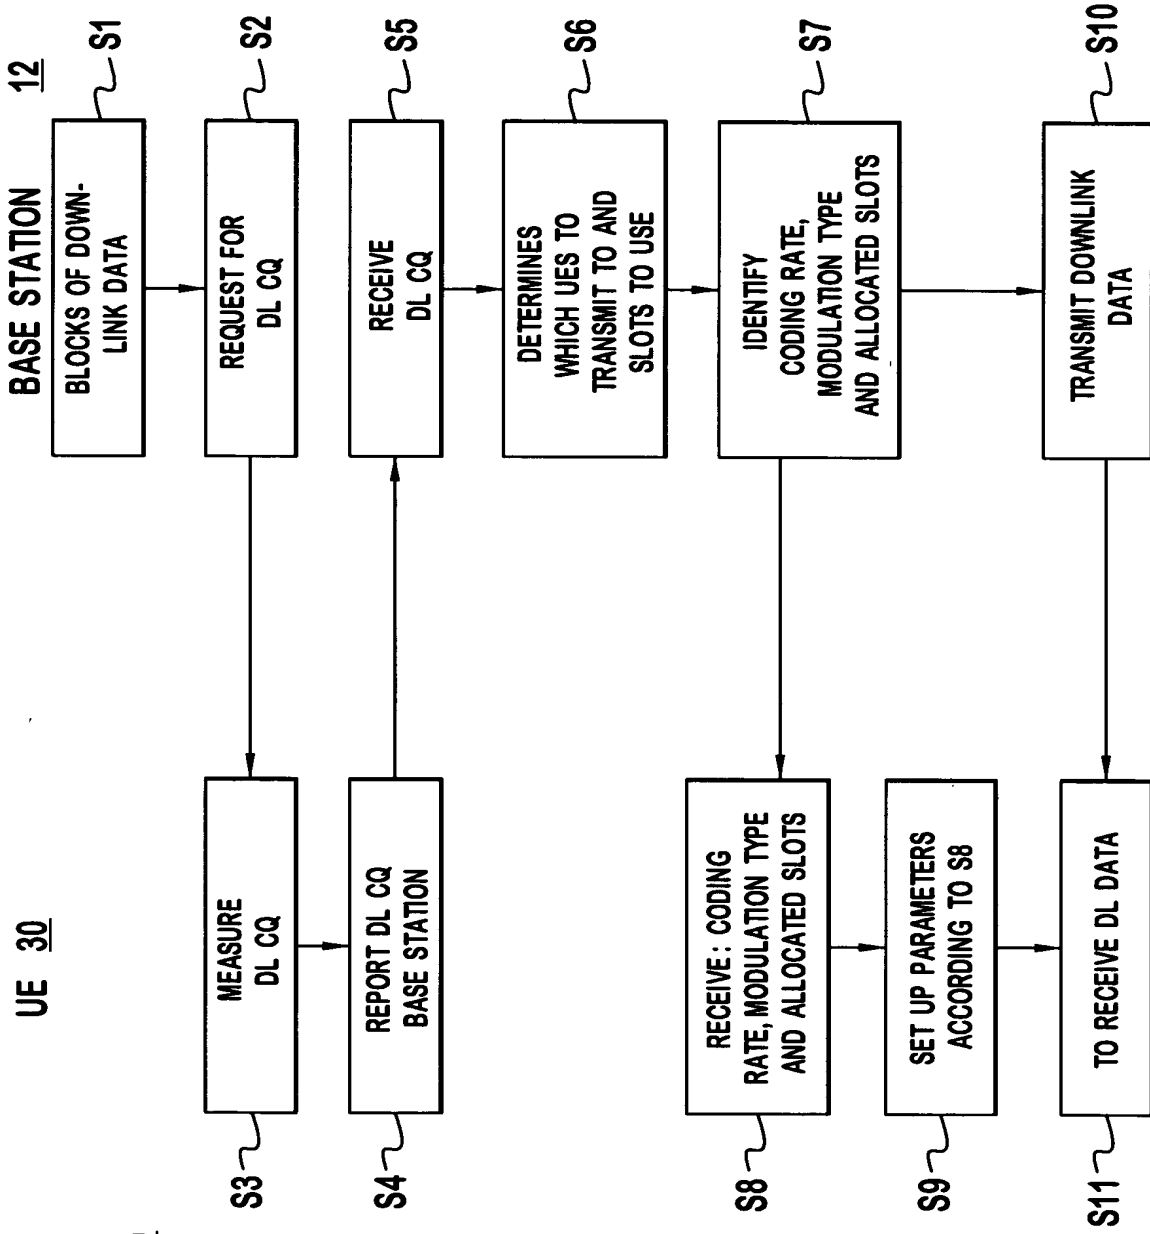 UE 30
BASE STATION 12
BLOCKS OF DOWN-
LINK DATA
S1
REQUEST FOR
DL CQ
S2
S3
MEASURE
DL CQ
S4
REPORT DL CQ
BASE STATION
RECEIVE
DL CQ
S5
DETERMINES
WHICH UES TO
TRANSMIT TO AND
SLOTS TO USE
S6
IDENTIFY
CODING RATE,
MODULATION TYPE
AND ALLOCATED SLOTS
S7
S8
RECEIVE: CODING
RATE, MODULATION TYPE
AND ALLOCATED SLOTS
S9
SET UP PARAMETERS
ACCORDING TO S8
TRANSMIT DOWNLINK
DATA
S10
S11
TO RECEIVE DL DATA